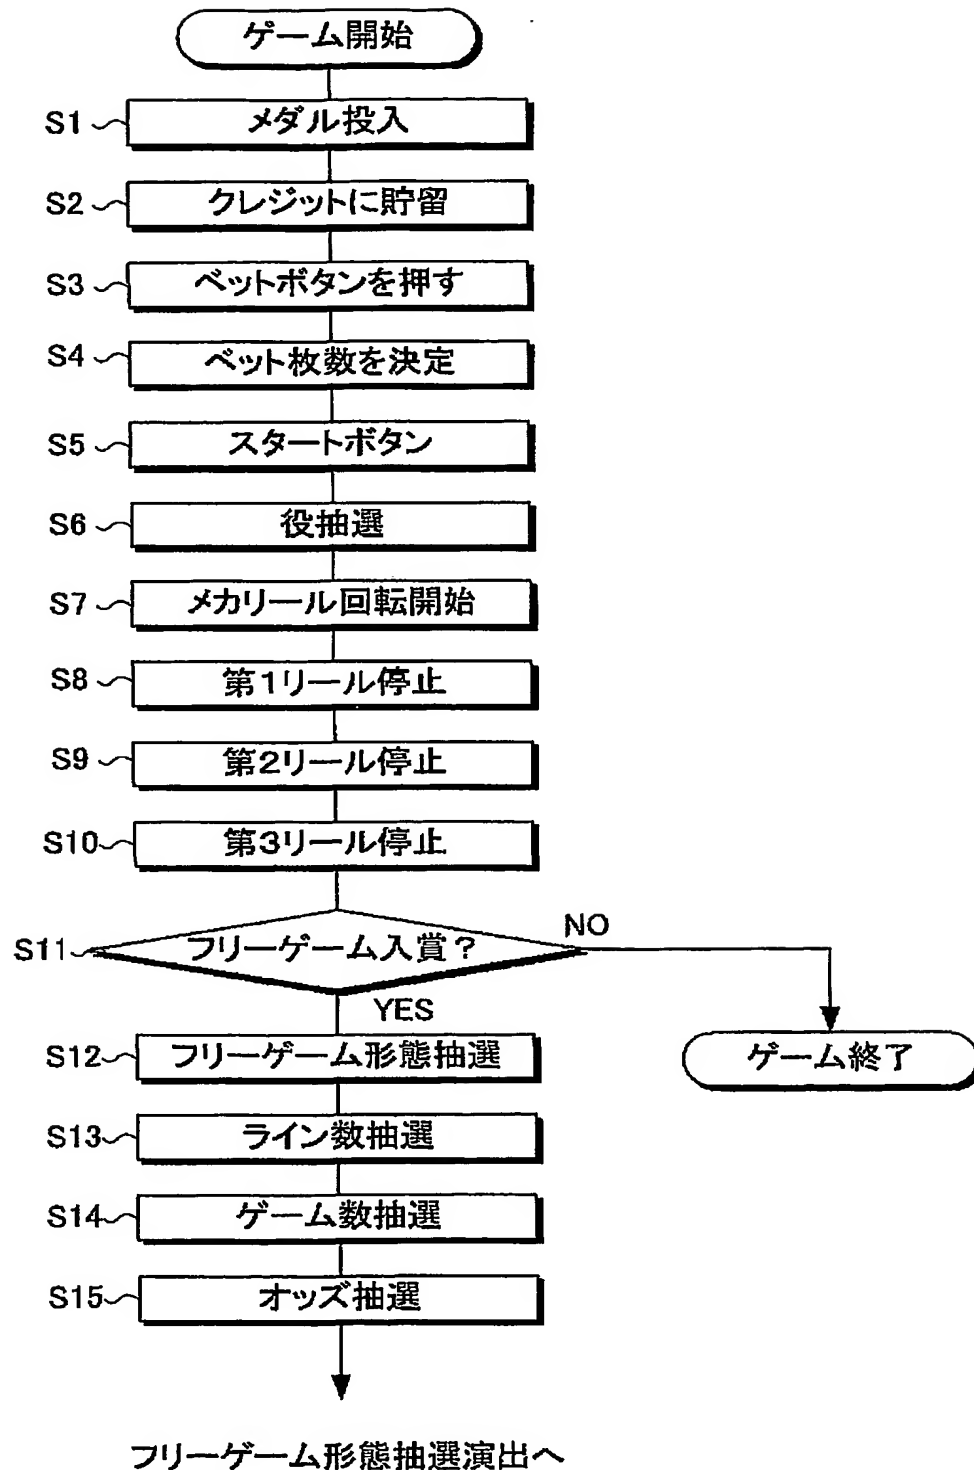 ゲーム開始
S1 メダル投入
S2 クレジットに貯留
S3 ベットボタンを押す
S4 ベット枚数を決定
S5 スタートボタン
S6 役抽選
S7 メカリール回転開始
S8 第1リール停止
S9 第2リール停止
S10 第3リール停止
S11 フリーゲーム入賞? NO
YES
S12 フリーゲーム形態抽選 ゲーム終了
S13 ライン数抽選
S14 ゲーム数抽選
S15 オッズ抽選
フリーゲーム形態抽選演出へ